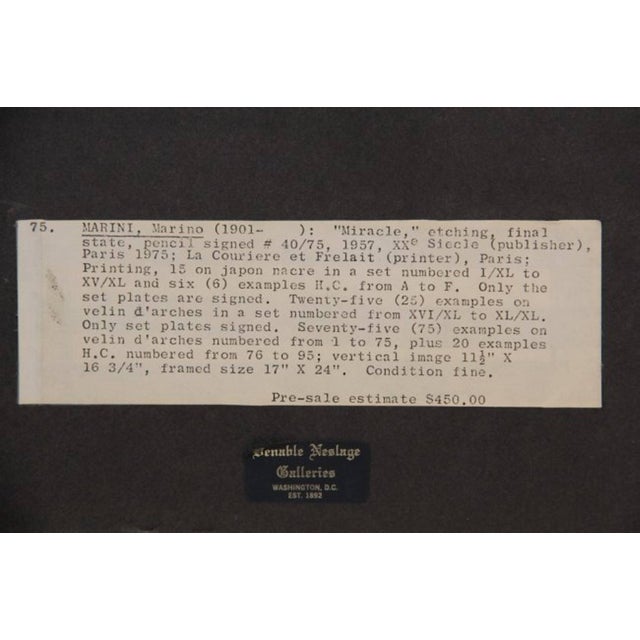 75. MARINI, Marino (1901-    ): "Miracle," etching, final
state, pencil signed # 40/75, 1957, XXe Siecle (publisher),
Paris 1975; La Couriere et Frelait (printer), Paris;
Printing, 15 on japon nacre in a set numbered I/XL to
XV/XL and six (6) examples H.C. from A to F. Only the
set plates are signed. Twenty-five (25) examples on
velin d'arches in a set numbered from XVI/XL to XL/XL.
Only set plates signed. Seventy-five (75) examples on
velin d'arches numbered from 1 to 75, plus 20 examples
H.C. numbered from 76 to 95; vertical image 11½" X
16 3/4", framed size 17" X 24". Condition fine.
Pre-sale estimate $450.00
Venable Neslage
Galleries
WASHINGTON, D.C.
EST. 1892